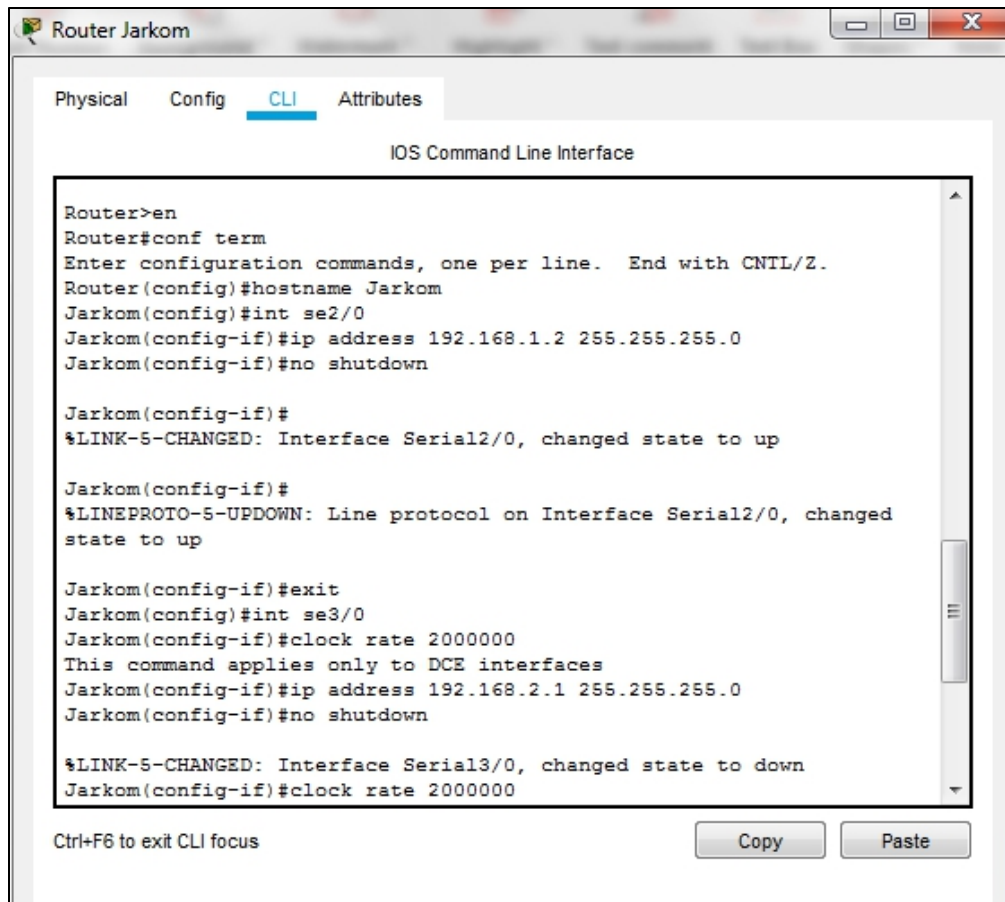 Router Jarkom
Physical Config CLI Attributes
IOS Command Line Interface
Router>en
Router#conf term
Enter configuration commands, one per line.  End with CNTL/Z.
Router(config)#hostname Jarkom
Jarkom(config)#int se2/0
Jarkom(config-if)#ip address 192.168.1.2 255.255.255.0
Jarkom(config-if)#no shutdown
Jarkom(config-if)#
%LINK-5-CHANGED: Interface Serial2/0, changed state to up
Jarkom(config-if)#
%LINEPROTO-5-UPDOWN: Line protocol on Interface Serial2/0, changed
state to up
Jarkom(config-if)#exit
Jarkom(config)#int se3/0
Jarkom(config-if)#clock rate 2000000
This command applies only to DCE interfaces
Jarkom(config-if)#ip address 192.168.2.1 255.255.255.0
Jarkom(config-if)#no shutdown
%LINK-5-CHANGED: Interface Serial3/0, changed state to down
Jarkom(config-if)#clock rate 2000000
Ctrl+F6 to exit CLI focus
Copy
Paste